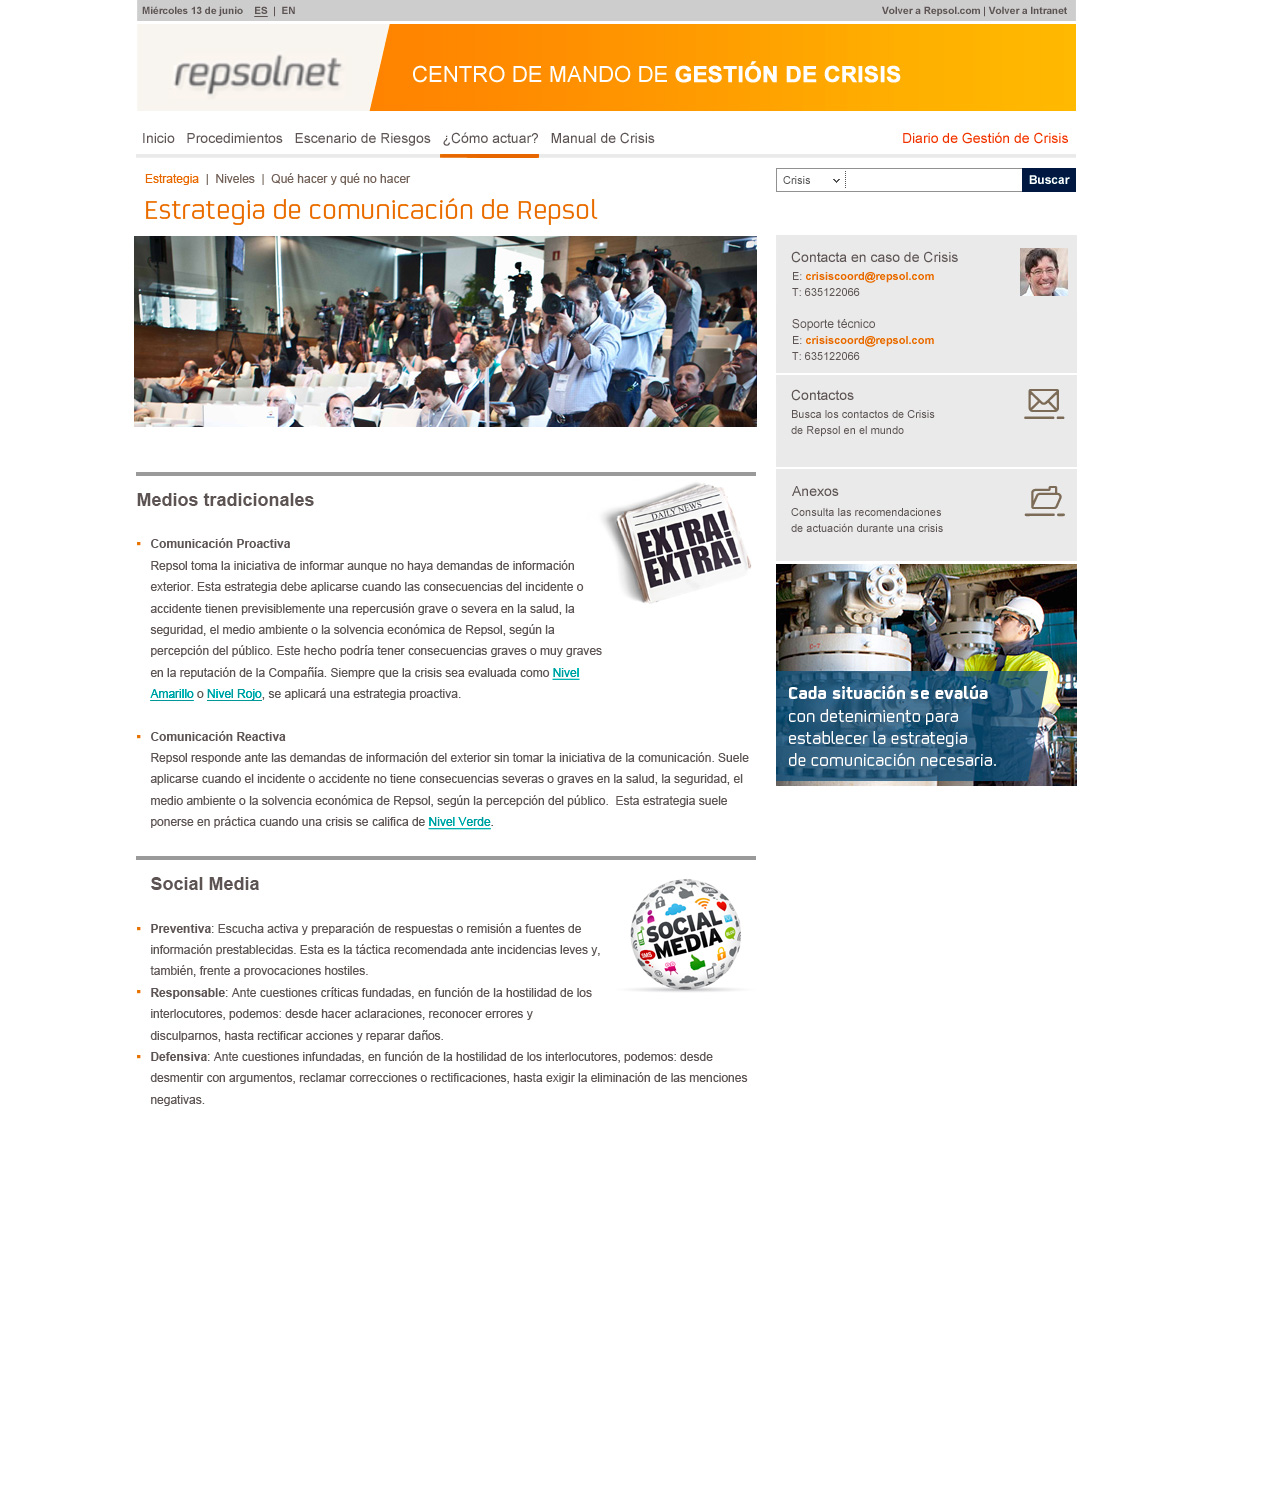 Miércoles 13 de junio ES | EN
Volver a Repsol.com | Volver a Intranet
repsolnet
CENTRO DE MANDO DE GESTIÓN DE CRISIS
Inicio Procedimientos Escenario de Riesgos ¿Cómo actuar? Manual de Crisis
Diario de Gestión de Crisis
Estrategia | Niveles | Qué hacer y qué no hacer
Crisis
Buscar
Estrategia de comunicación de Repsol
Medios tradicionales
DAILY NEWS
EXTRA!
EXTRA!
Comunicación Proactiva
Repsol toma la iniciativa de informar aunque no haya demandas de información
exterior. Esta estrategia debe aplicarse cuando las consecuencias del incidente o
accidente tienen previsiblemente una repercusión grave o severa en la salud, la
seguridad, el medio ambiente o la solvencia económica de Repsol, según la
percepción del público. Este hecho podría tener consecuencias graves o muy graves
en la reputación de la Compañía. Siempre que la crisis sea evaluada como Nivel
Amarillo o Nivel Rojo, se aplicará una estrategia proactiva.
Comunicación Reactiva
Repsol responde ante las demandas de información del exterior sin tomar la iniciativa de la comunicación. Suele
aplicarse cuando el incidente o accidente no tiene consecuencias severas o graves en la salud, la seguridad, el
medio ambiente o la solvencia económica de Repsol, según la percepción del público. Esta estrategia suele
ponerse en práctica cuando una crisis se califica de Nivel Verde.
Social Media
SOCIAL
MEDIA
Preventiva: Escucha activa y preparación de respuestas o remisión a fuentes de
información prestablecidas. Esta es la táctica recomendada ante incidencias leves y,
también, frente a provocaciones hostiles.
Responsable: Ante cuestiones críticas fundadas, en función de la hostilidad de los
interlocutores, podemos: desde hacer aclaraciones, reconocer errores y
disculparnos, hasta rectificar acciones y reparar daños.
Defensiva: Ante cuestiones infundadas, en función de la hostilidad de los interlocutores, podemos: desde
desmentir con argumentos, reclamar correcciones o rectificaciones, hasta exigir la eliminación de las menciones
negativas.
Contacta en caso de Crisis
E: crisiscoord@repsol.com
T: 635122066
Soporte técnico
E: crisiscoord@repsol.com
T: 635122066
Contactos
Busca los contactos de Crisis
de Repsol en el mundo
Anexos
Consulta las recomendaciones
de actuación durante una crisis
Cada situación se evalúa
con detenimiento para
establecer la estrategia
de comunicación necesaria.